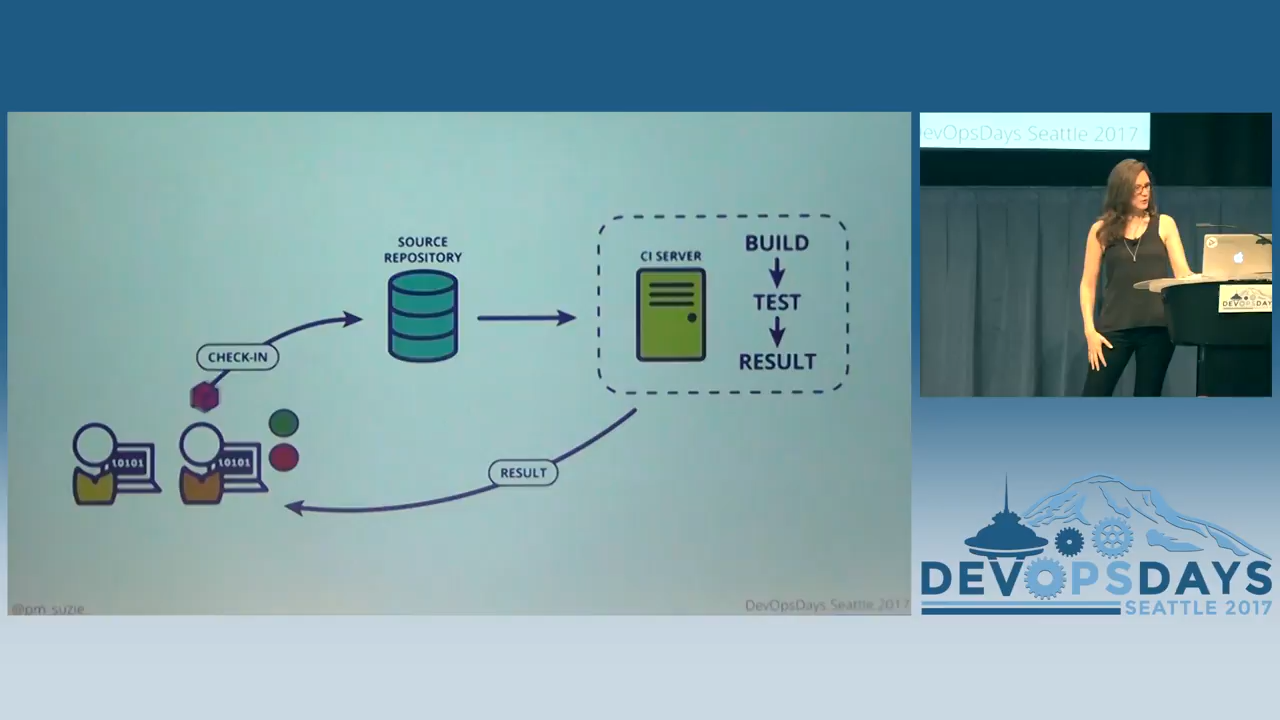 SOURCE
REPOSITORY
CI SERVER
BUILD
TEST
RESULT
CHECK-IN
10101
10101
RESULT
@pm_suzie
DevOpsDays Seattle 2017
evOpsDays Seattle 2017
DEVOPSDAYS
DEVOPSDAYS
SEATTLE 2017